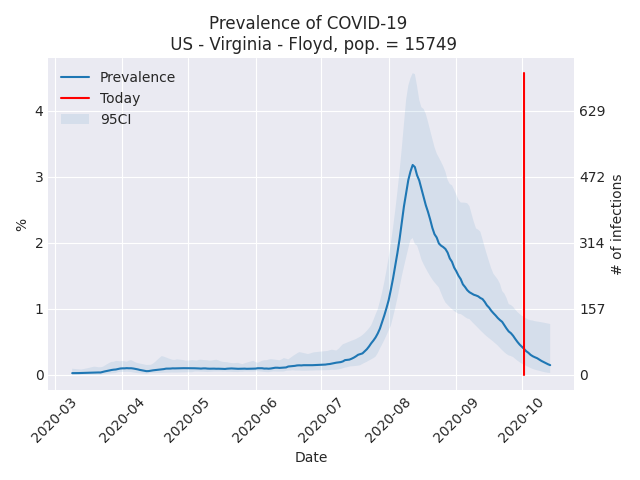 Prevalence of COVID-19
US - Virginia - Floyd, pop. = 15749
Prevalence
Today
95CI
4
3
2
1
0
%
629
472
314
157
0
# of infections
2020-03
2020-04
2020-05
2020-06
2020-07
2020-08
2020-09
2020-10
Date